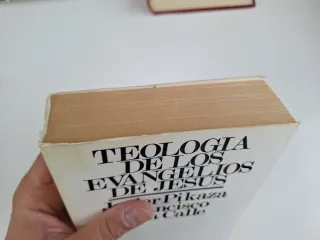 TEOLOGIA
DE LOS
EVANGELIOS
DE JESUS
Pikaza
Calle